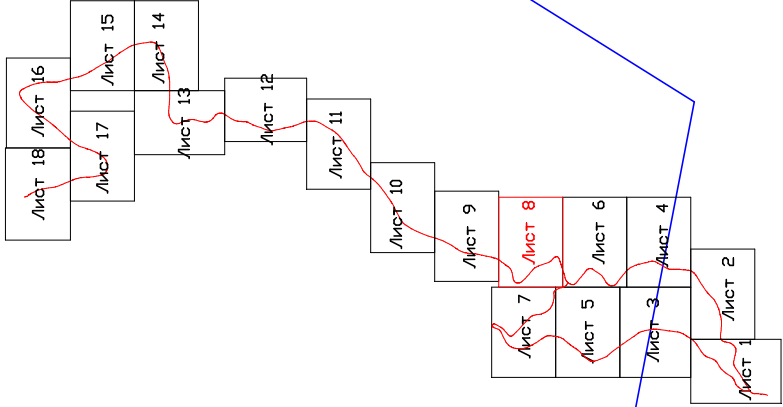 Лист 15
Лист 14
Лист 16
Лист 13
Лист 12
Лист 11
Лист 17
Лист 18
Лист 10
Лист 9
Лист 8
Лист 6
Лист 4
Лист 2
Лист 7
Лист 5
Лист 3
Лист 1